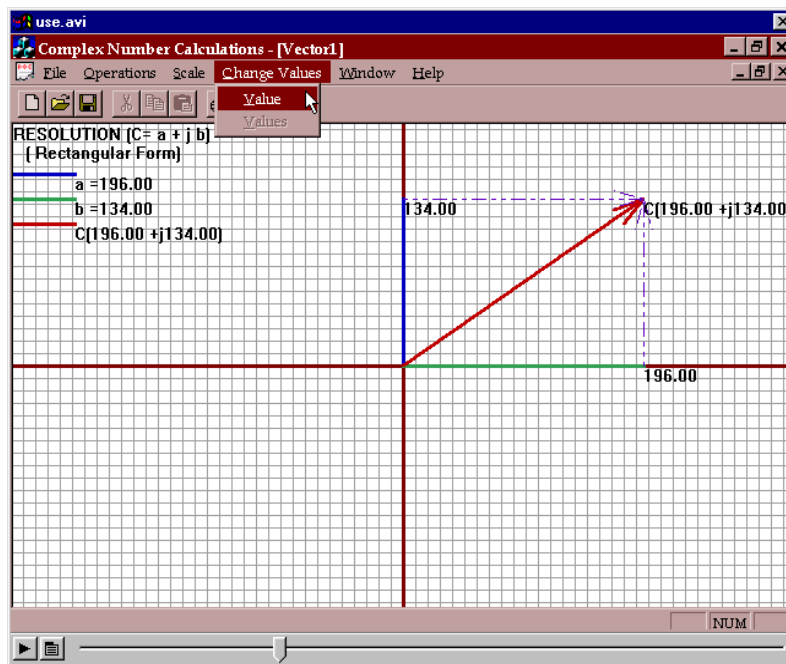 use.avi
Complex Number Calculations - [Vector1]
File Operations Scale Change Values Window Help
Value
Values
RESOLUTION (C= a + j b)
( Rectangular Form)
a =196.00
b =134.00
C(196.00 +j134.00)
134.00
C(196.00 +j134.00
196.00
NUM